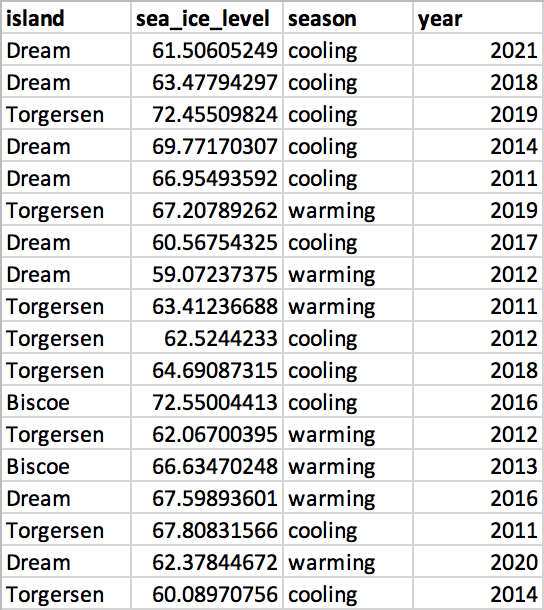 island sea_ice_level season year
Dream 61.50605249 cooling 2021
Dream 63.47794297 cooling 2018
Torgersen 72.45509824 cooling 2019
Dream 69.77170307 cooling 2014
Dream 66.95493592 cooling 2011
Torgersen 67.20789262 warming 2019
Dream 60.56754325 cooling 2017
Dream 59.07237375 warming 2012
Torgersen 63.41236688 warming 2011
Torgersen 62.5244233 cooling 2012
Torgersen 64.69087315 cooling 2018
Biscoe 72.55004413 cooling 2016
Torgersen 62.06700395 warming 2012
Biscoe 66.63470248 warming 2013
Dream 67.59893601 warming 2016
Torgersen 67.80831566 cooling 2011
Dream 62.37844672 warming 2020
Torgersen 60.08970756 cooling 2014